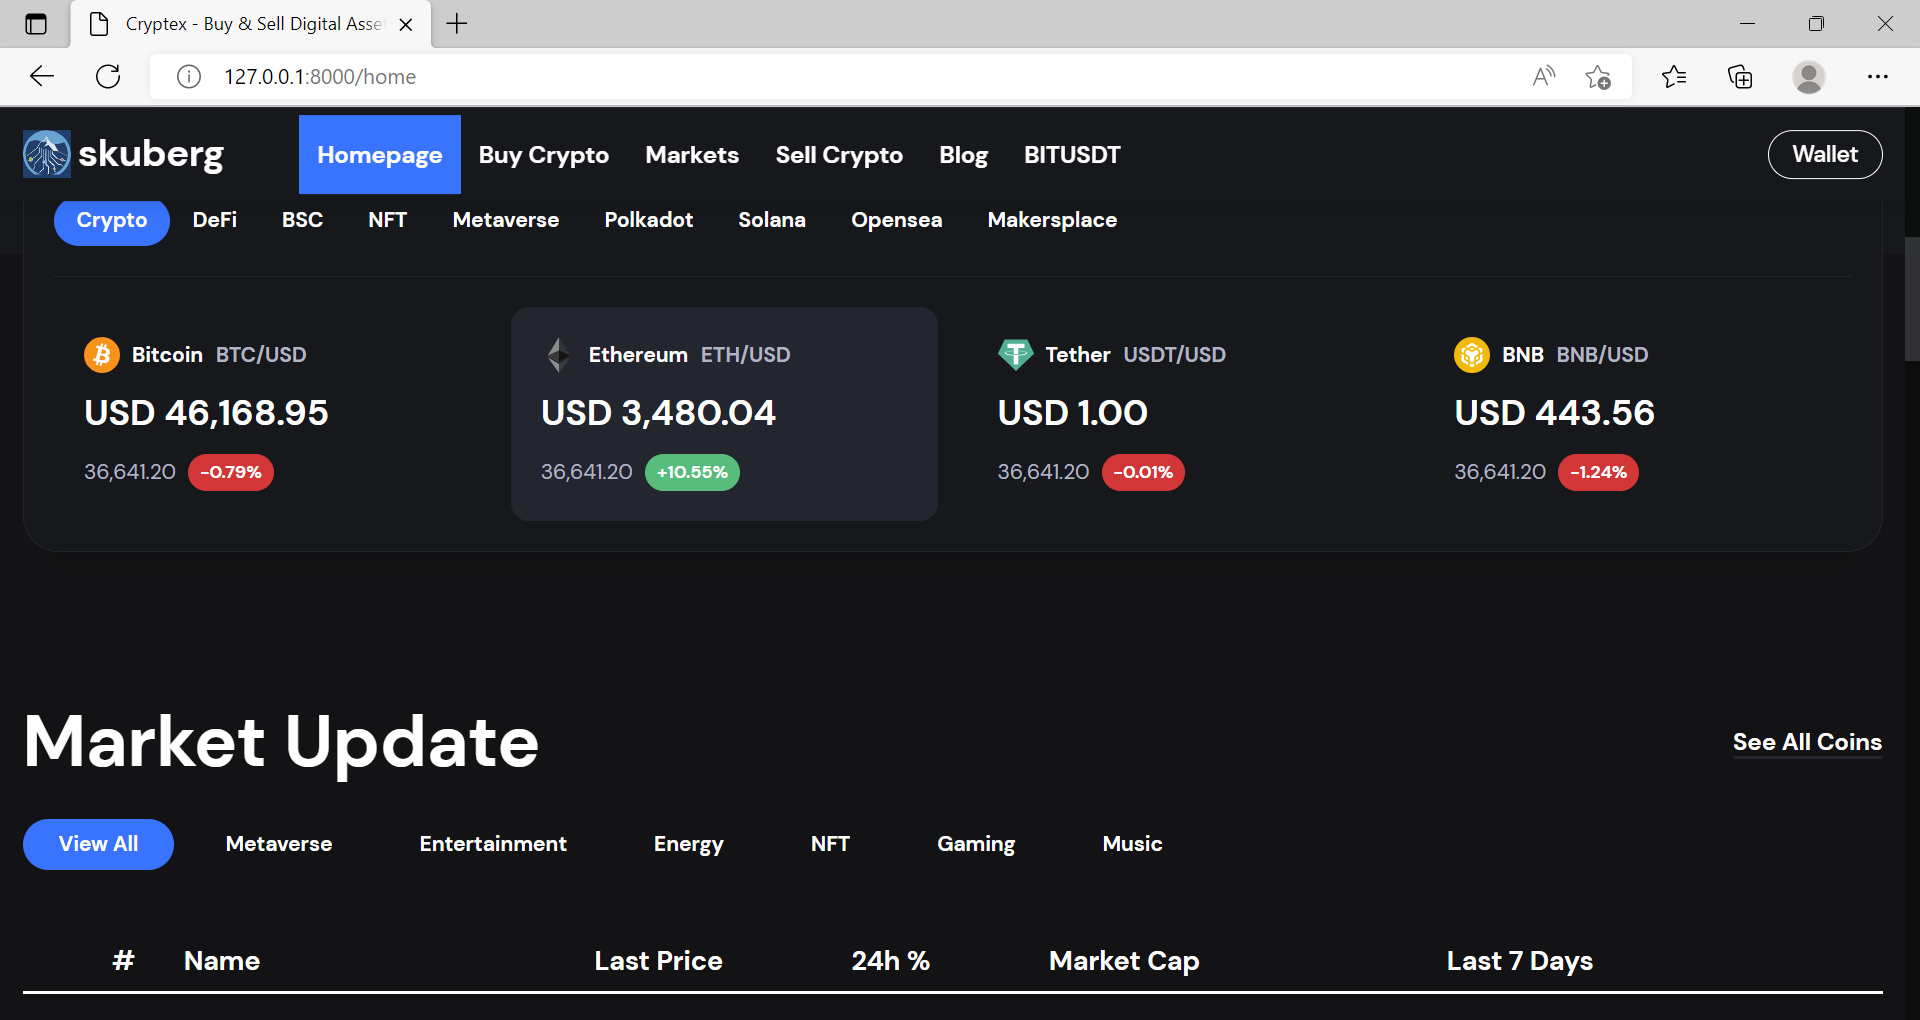 Cryptex - Buy & Sell Digital Asse
127.0.0.1:8000/home
skuberg Homepage Buy Crypto Markets Sell Crypto Blog BITUSDT Wallet
Crypto DeFi BSC NFT Metaverse Polkadot Solana Opensea Makersplace
Bitcoin BTC/USD Ethereum ETH/USD Tether USDT/USD BNB BNB/USD
USD 46,168.95 USD 3,480.04 USD 1.00 USD 443.56
36,641.20 -0.79% 36,641.20 +10.55% 36,641.20 -0.01% 36,641.20 -1.24%
Market Update See All Coins
View All Metaverse Entertainment Energy NFT Gaming Music
# Name Last Price 24h % Market Cap Last 7 Days